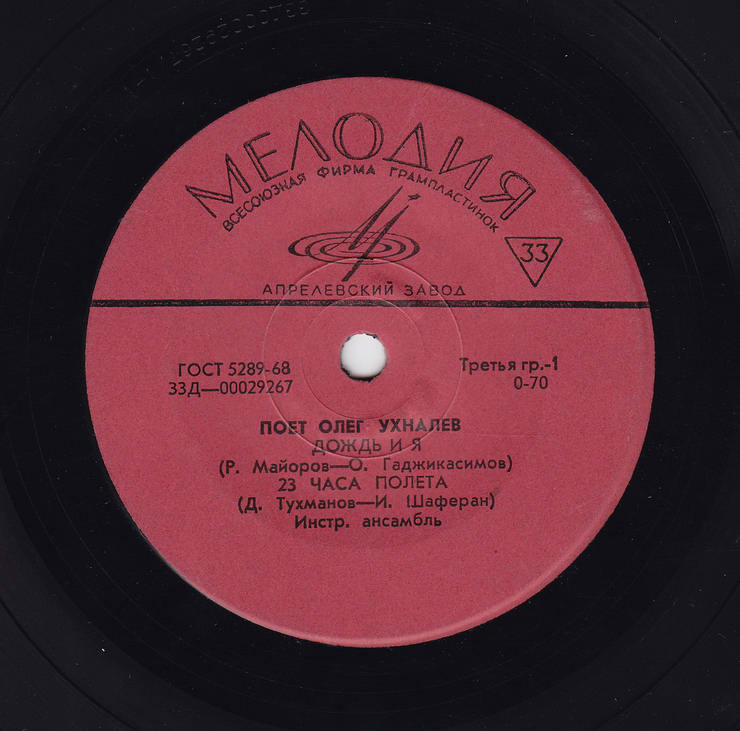 МЕЛОДИЯ
ВСЕСОЮЗНАЯ ФИРМА ГРАМПЛАСТИНОК
33
АПРЕЛЕВСКИЙ ЗАВОД
ГОСТ 5289-68
33Д—00029267
Третья гр.-1
0-70
ПОЕТ ОЛЕГ УХНАЛЕВ
ДОЖДЬ И Я
(Р. Майоров—О. Гаджикасимов)
23 ЧАСА ПОЛЕТА
(Д. Тухманов—И. Шаферан)
Инстр. ансамбль